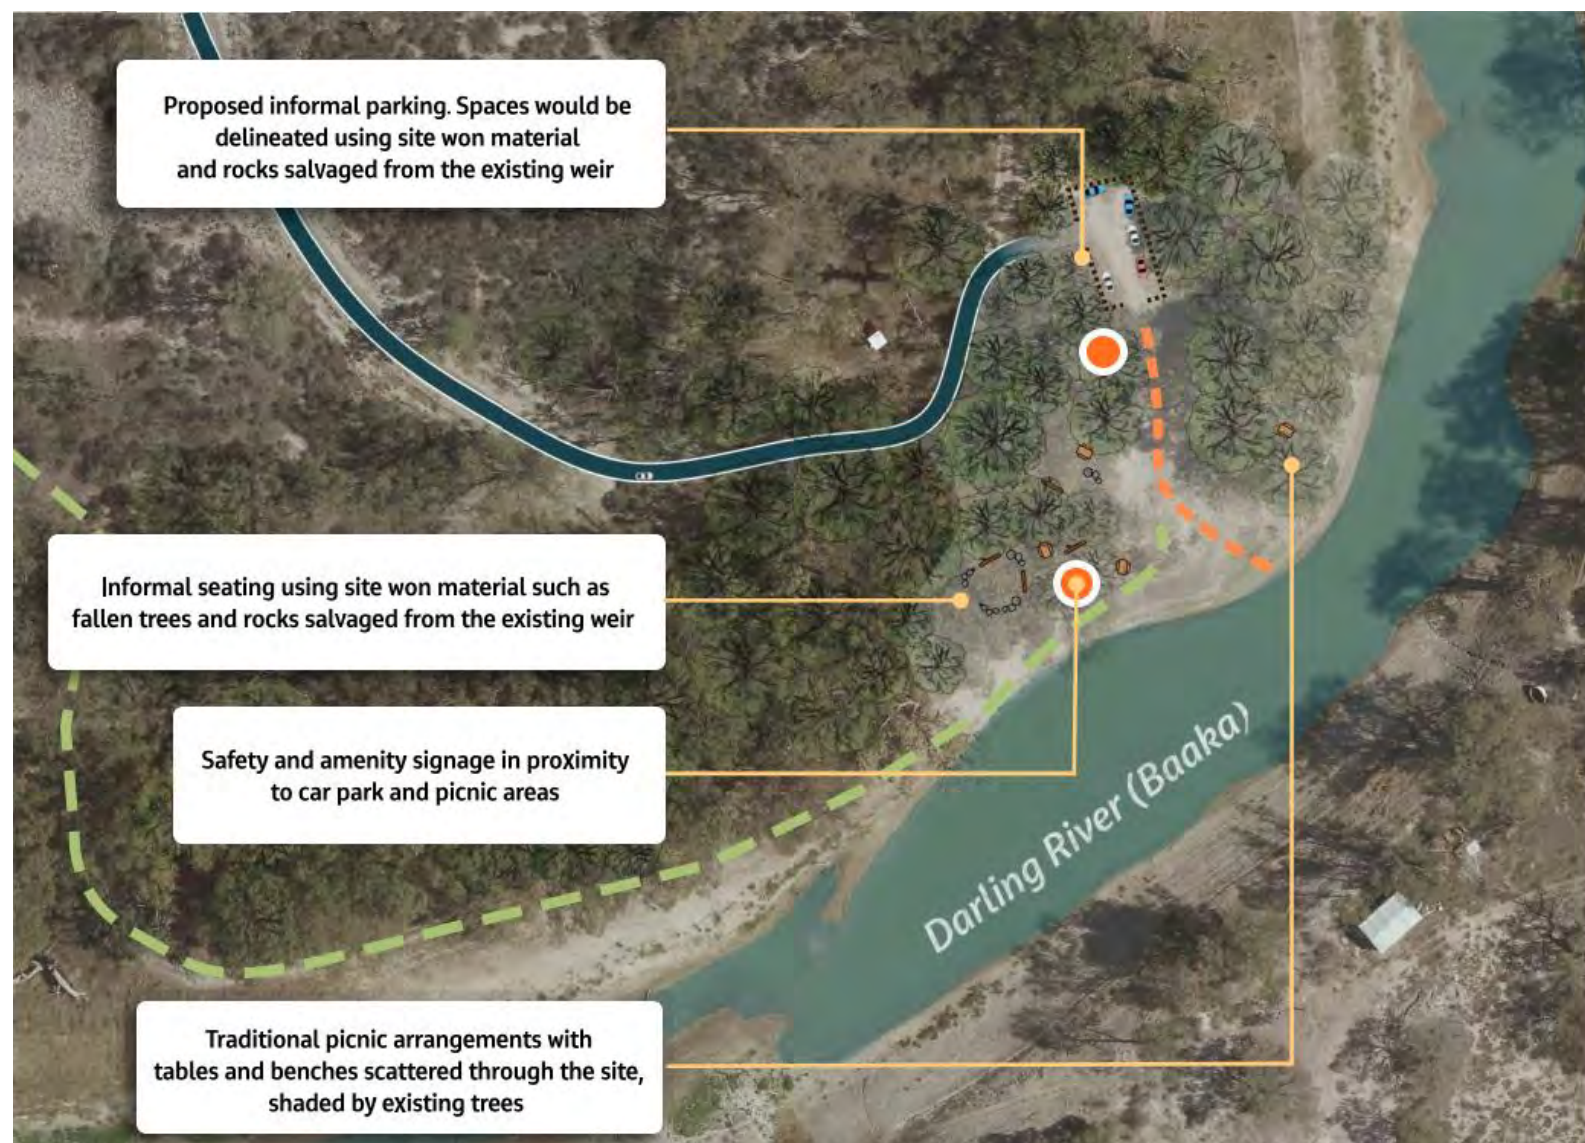 Proposed informal parking. Spaces would be
delineated using site won material
and rocks salvaged from the existing weir
Informal seating using site won material such as
fallen trees and rocks salvaged from the existing weir
Safety and amenity signage in proximity
to car park and picnic areas
Darling River (Baaka)
Traditional picnic arrangements with
tables and benches scattered through the site,
shaded by existing trees